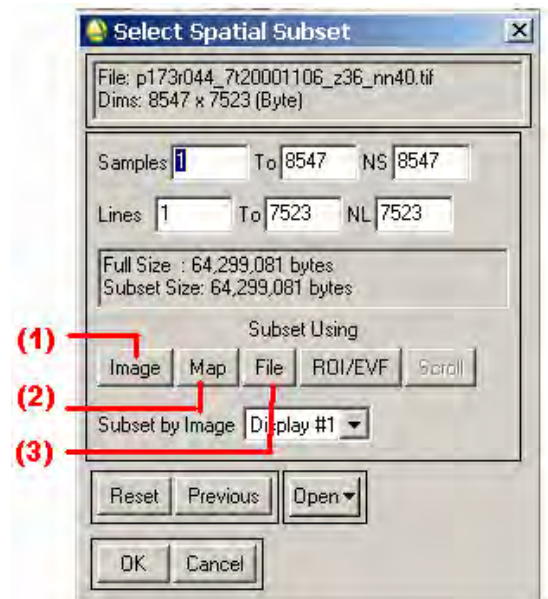 Select Spatial Subset
File: p173r044_7t20001106_z36_nn40.tif
Dims: 8547 x 7523 (Byte)
Samples 1 To 8547 NS 8547
Lines 1 To 7523 NL 7523
Full Size : 64,299,081 bytes
Subset Size: 64,299,081 bytes
Subset Using
(1)
Image Map File ROI/EVF Scroll
(2)
Subset by Image Display #1
(3)
Reset Previous Open
OK Cancel